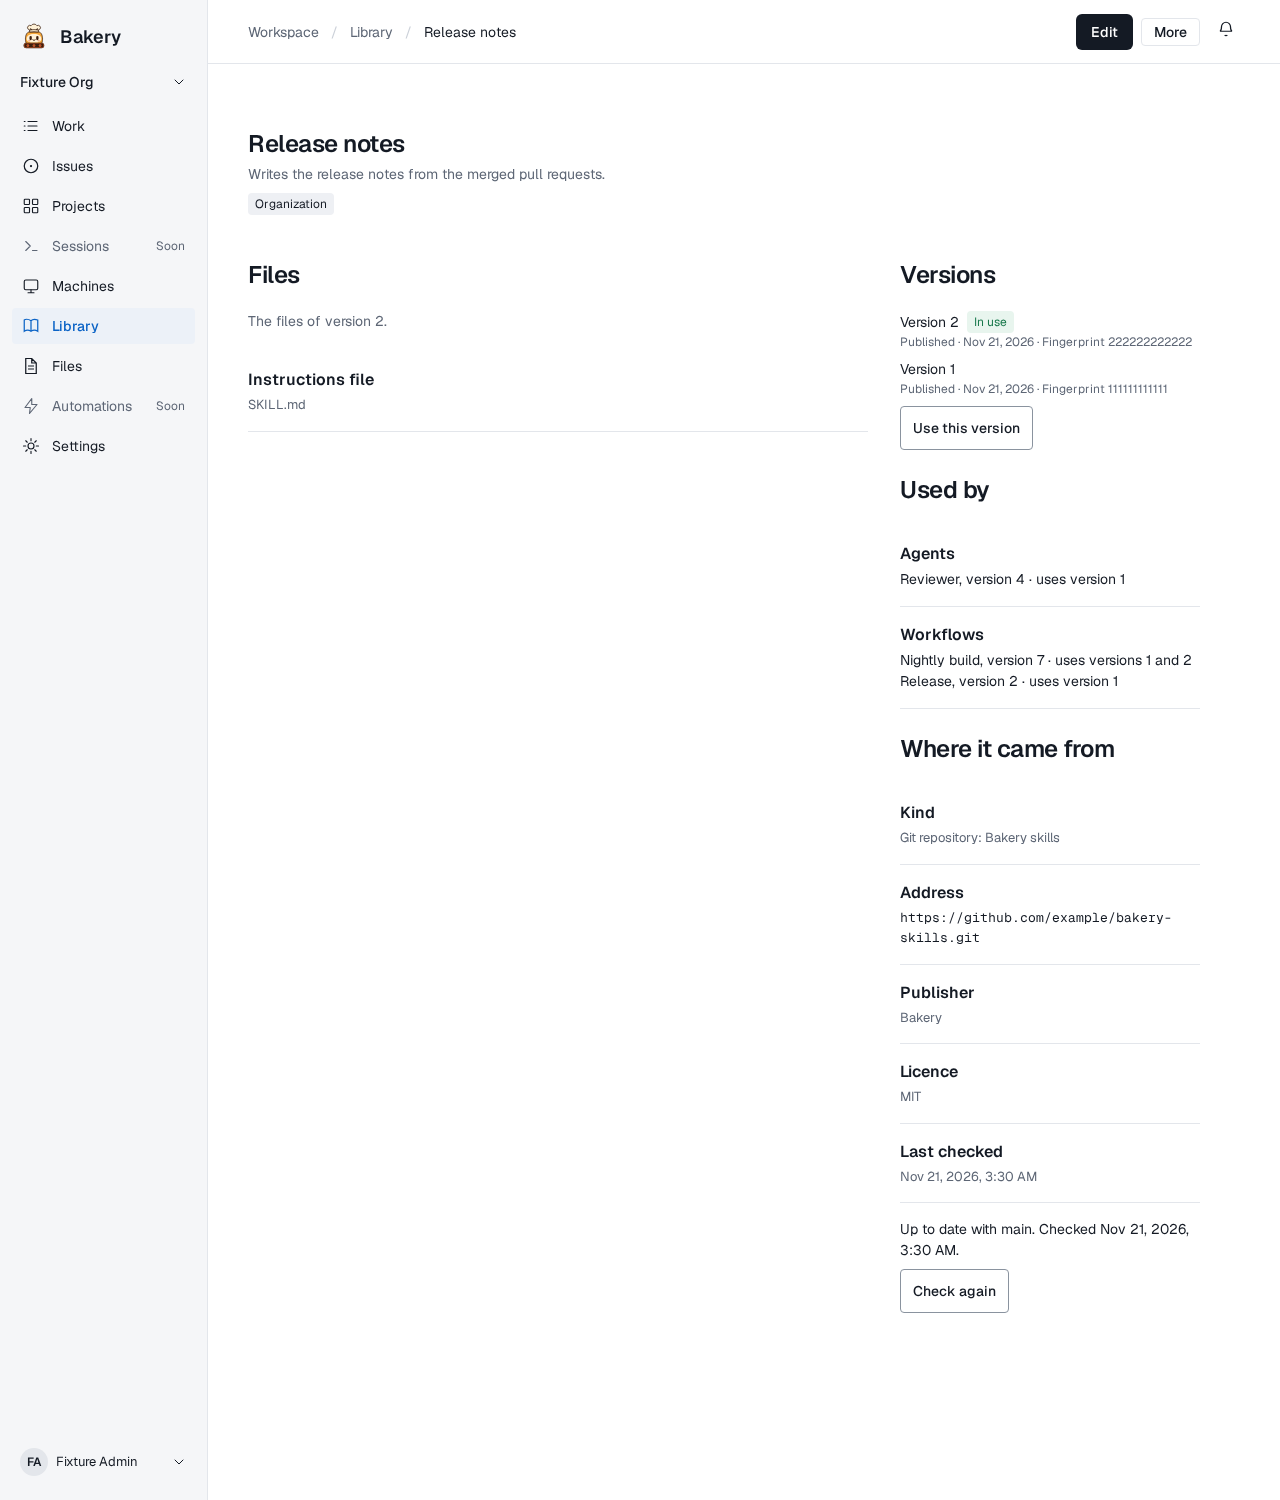 Bakery
Fixture Org
Work
Issues
Projects
Sessions Soon
Machines
Library
Files
Automations Soon
Settings
FA Fixture Admin
Workspace / Library / Release notes
Edit More
Release notes
Writes the release notes from the merged pull requests.
Organization
Files
The files of version 2.
Instructions file
SKILL.md
Versions
Version 2 In use
Published · Nov 21, 2026 · Fingerprint 222222222222
Version 1
Published · Nov 21, 2026 · Fingerprint 111111111111
Use this version
Used by
Agents
Reviewer, version 4 · uses version 1
Workflows
Nightly build, version 7 · uses versions 1 and 2
Release, version 2 · uses version 1
Where it came from
Kind
Git repository: Bakery skills
Address
https://github.com/example/bakery-
skills.git
Publisher
Bakery
Licence
MIT
Last checked
Nov 21, 2026, 3:30 AM
Up to date with main. Checked Nov 21, 2026,
3:30 AM.
Check again